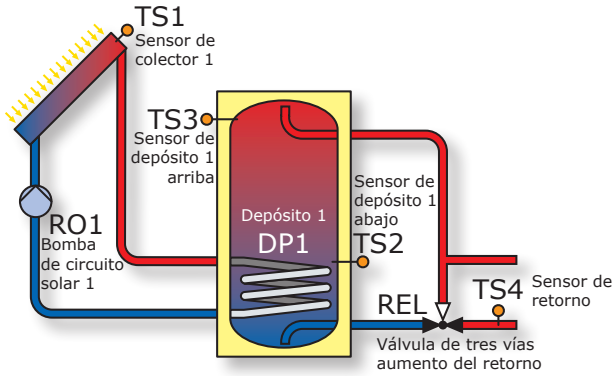 TS1
Sensor de
colector 1
TS3
Sensor de
depósito 1
arriba
Sensor de
depósito 1
abajo
Depósito 1
DP1
TS2
RO1
Bomba
de circuito
solar 1
REL
TS4
Sensor de
retorno
Válvula de tres vías
aumento del retorno